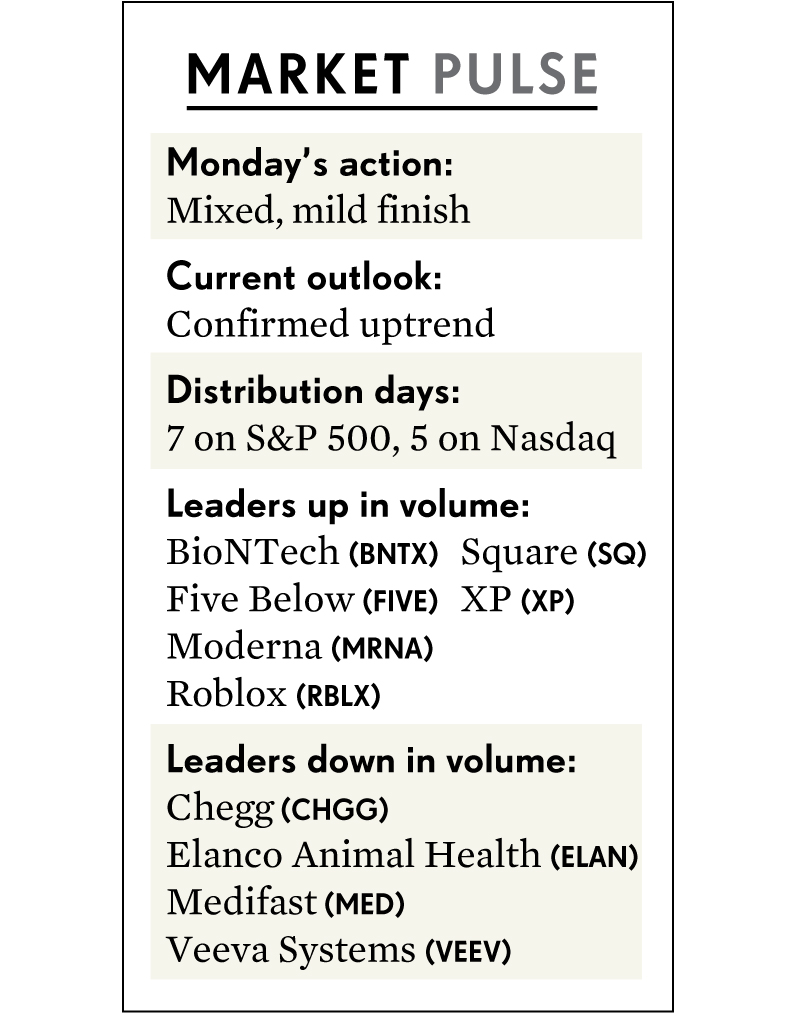 MARKET PULSE
Monday's action:
Mixed, mild finish
Current outlook:
Confirmed uptrend
Distribution days:
7 on S&P 500, 5 on Nasdaq
Leaders up in volume:
BioNTech (BNTX) Square (SQ)
Five Below (FIVE) XP (XP)
Moderna (MRNA)
Roblox (RBLX)
Leaders down in volume:
Chegg (CHGG)
Elanco Animal Health (ELAN)
Medifast (MED)
Veeva Systems (VEEV)